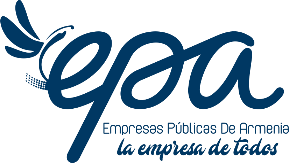 epa
Empresas Públicas De Armenia
la empresa de todos